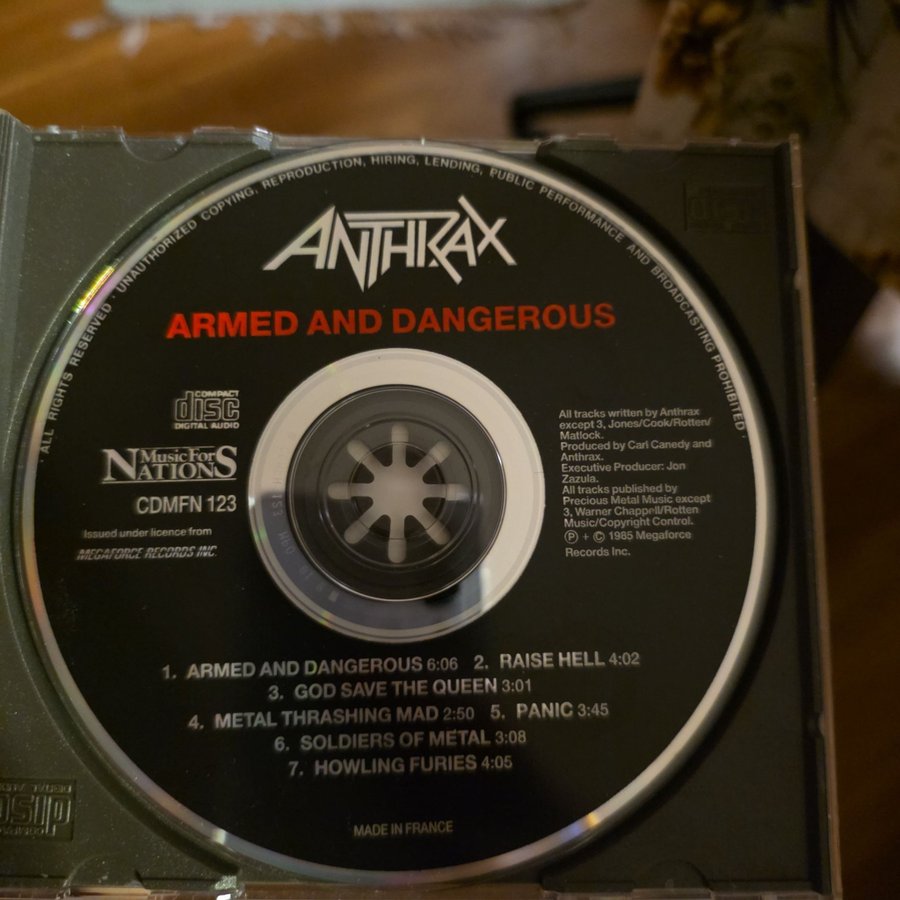 · ALL RIGHTS RESERVED · UNAUTHORIZED COPYING, REPRODUCTION, HIRING, LENDING, PUBLIC PERFORMANCE AND BROADCASTING PROHIBITED ·
ANTHRAX
ARMED AND DANGEROUS
COMPACT
disc
DIGITAL AUDIO
Music For
NATIONS
CDMFN 123
Issued under licence from
MEGAFORCE RECORDS INC.
All tracks written by Anthrax
except 3, Jones/Cook/Rotten/
Matlock.
Produced by Carl Canedy and
Anthrax.
Executive Producer: Jon
Zazula.
All tracks published by
Precious Metal Music except
3, Warner Chappell/Rotten
Music/Copyright Control.
Ⓟ + © 1985 Megaforce
Records Inc.
1. ARMED AND DANGEROUS 6:06 2. RAISE HELL 4:02
3. GOD SAVE THE QUEEN 3:01
4. METAL THRASHING MAD 2:50 5. PANIC 3:45
6. SOLDIERS OF METAL 3:08
7. HOWLING FURIES 4:05
MADE IN FRANCE